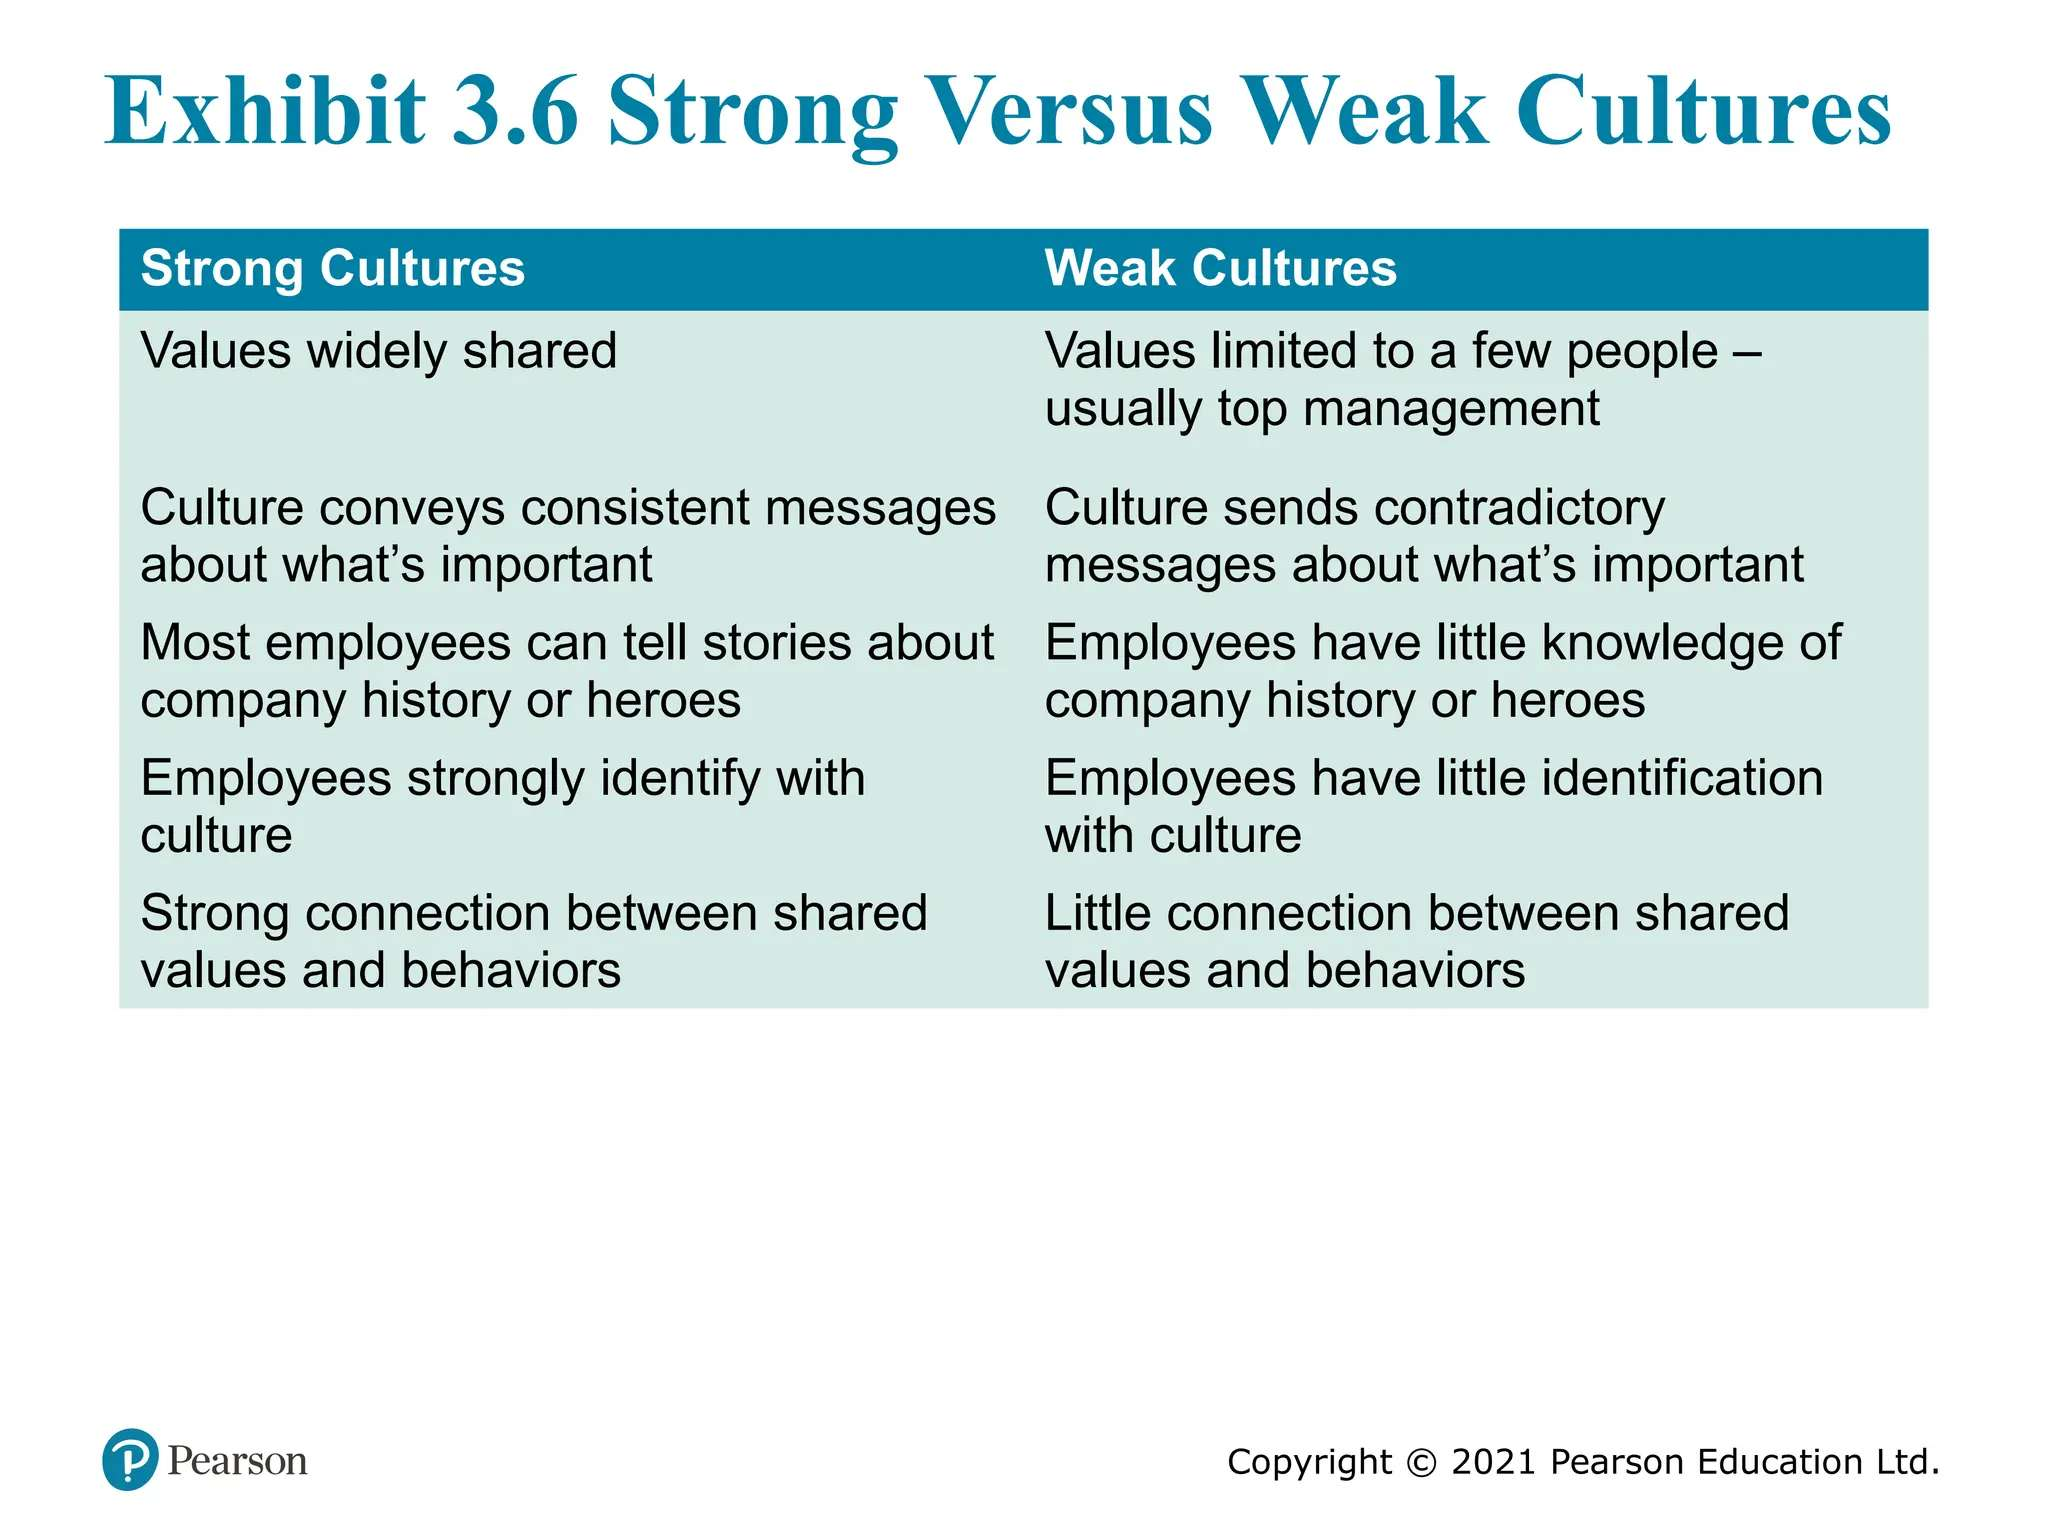 Exhibit 3.6 Strong Versus Weak Cultures
Strong Cultures
Weak Cultures
Values widely shared
Values limited to a few people –
usually top management
Culture conveys consistent messages
about what’s important
Culture sends contradictory
messages about what’s important
Most employees can tell stories about
company history or heroes
Employees have little knowledge of
company history or heroes
Employees strongly identify with
culture
Employees have little identification
with culture
Strong connection between shared
values and behaviors
Little connection between shared
values and behaviors
Pearson
Copyright © 2021 Pearson Education Ltd.